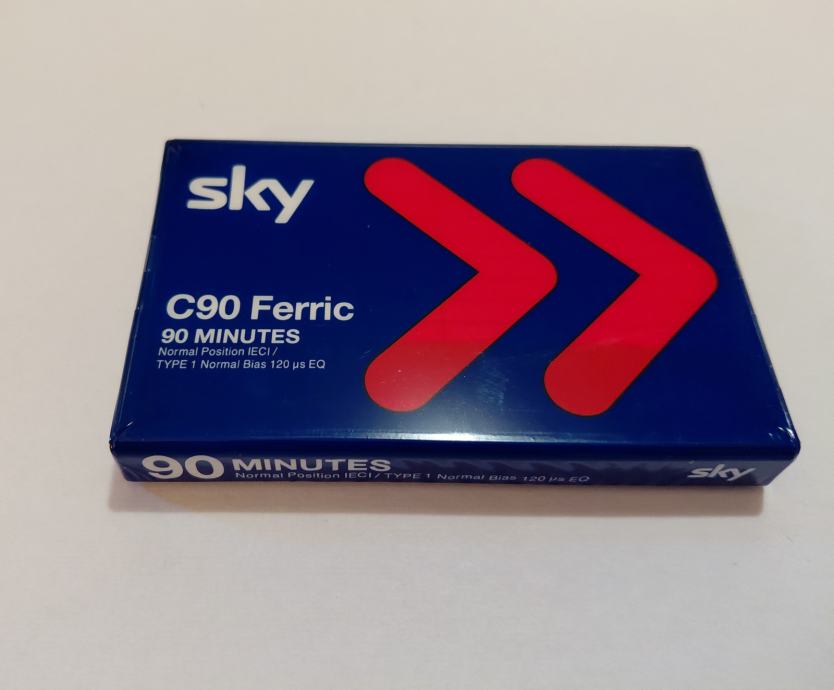 sky
C90 Ferric
90 MINUTES
Normal Position IECI /
TYPE 1 Normal Bias 120 µs EQ
90 MINUTES
Normal Position IECI / TYPE 1 Normal Bias 120 µs EQ
sky